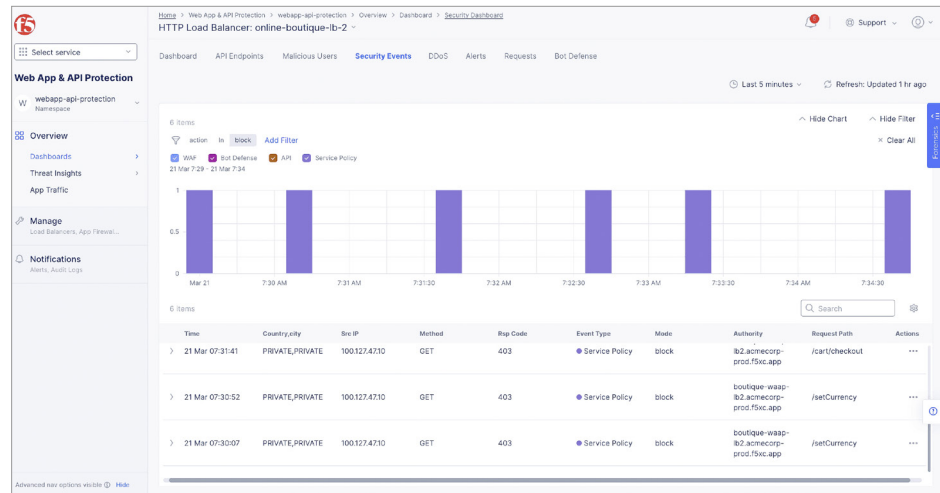 Home > Web App & API Protection > webapp-api-protection > Overview > Dashboard > Security Dashboard
HTTP Load Balancer: online-boutique-lb-2
Support
f5
Select service
Web App & API Protection
W
webapp-api-protection
Namespace
Overview
Dashboards
Threat Insights
App Traffic
Manage
Load Balancers, App Firewal...
Notifications
Alerts, Audit Logs
Advanced nav options visible Hide
Dashboard API Endpoints Malicious Users Security Events DDoS Alerts Requests Bot Defense
Last 5 minutes Refresh: Updated 1 hr ago
6 items Hide Chart Hide Filter
action In block Add Filter Clear All
Forensics
WAF Bot Defense API Service Policy
21 Mar 7:29 - 21 Mar 7:34
1
0.5
0
Mar 21 7:30 AM 7:31 AM 7:31:30 7:32 AM 7:32:30 7:33 AM 7:33:30 7:34 AM 7:34:30
6 items Search
Time Country,city Src IP Method Rsp Code Event Type Mode Authority Request Path Actions
21 Mar 07:31:41 PRIVATE,PRIVATE 100.127.47.10 GET 403 Service Policy block lb2.acmecorp-prod.f5xc.app /cart/checkout ...
21 Mar 07:30:52 PRIVATE,PRIVATE 100.127.47.10 GET 403 Service Policy block boutique-waap-lb2.acmecorp-prod.f5xc.app /setCurrency ...
21 Mar 07:30:07 PRIVATE,PRIVATE 100.127.47.10 GET 403 Service Policy block boutique-waap-lb2.acmecorp-prod.f5xc.app /setCurrency ...